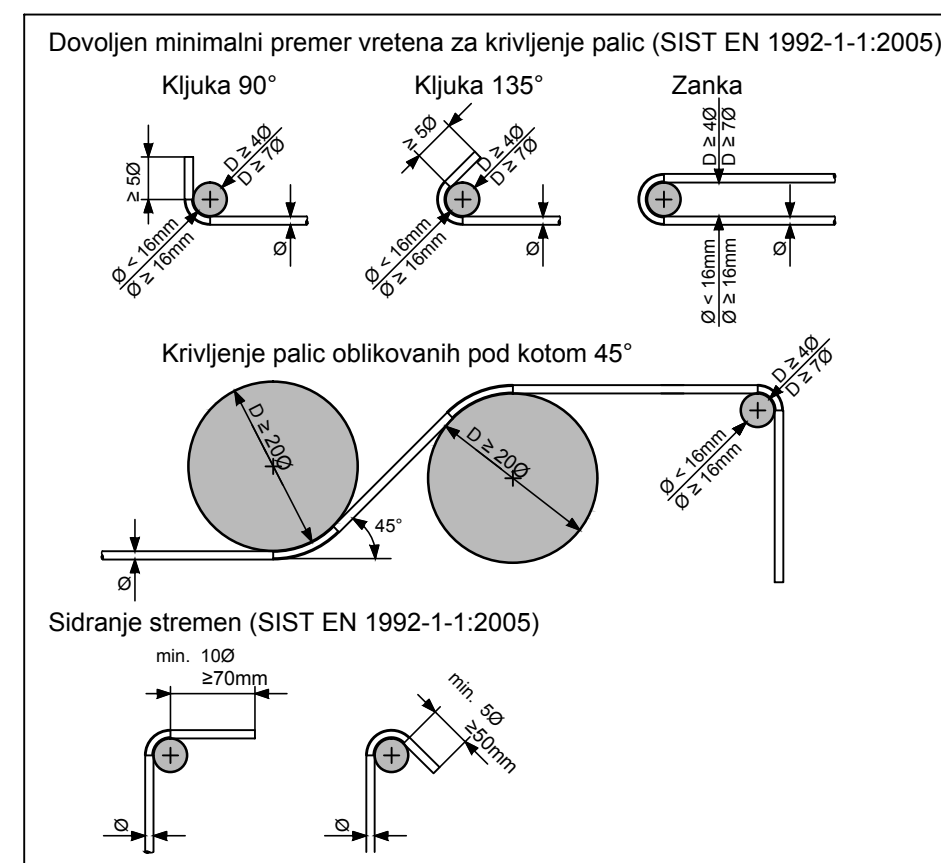 Dovoljen minimalni premer vretena za krivljenje palic (SIST EN 1992-1-1:2005)
Kljuka 90°
≥ 5Ø
D ≥ 4Ø
D ≥ 7Ø
Ø < 16mm
Ø ≥ 16mm
Ø
Kljuka 135°
≥ 5Ø
D ≥ 4Ø
D ≥ 7Ø
Ø < 16mm
Ø ≥ 16mm
Ø
Zanka
D ≥ 4Ø
D ≥ 7Ø
Ø < 16mm
Ø ≥ 16mm
Ø
Krivljenje palic oblikovanih pod kotom 45°
D ≥ 20Ø
D ≥ 20Ø
D ≥ 4Ø
D ≥ 7Ø
Ø < 16mm
Ø ≥ 16mm
45°
Ø
Sidranje stremen (SIST EN 1992-1-1:2005)
min. 10Ø
≥70mm
Ø
min. 5Ø
≥50mm
Ø